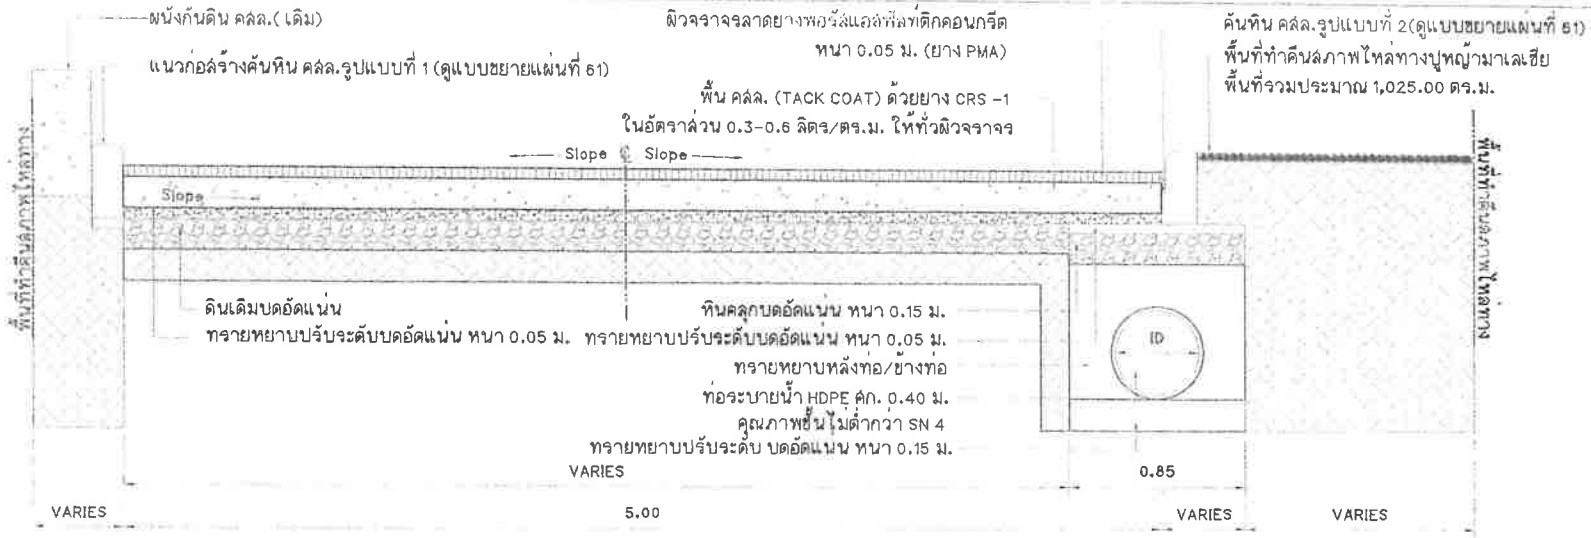 ผนังกันดิน คสล.( เดิม)
แนวก่อสร้างคันหิน คสล.รูปแบบที่ 1 (ดูแบบขยายแผ่นที่ 61)
ผิวจราจรลาดยางพอรัสแอสฟัลท์ติกคอนกรีต
หนา 0.05 ม. (ยาง PMA)
พื้น คสล. (TACK COAT) ด้วยยาง CRS -1
ในอัตราส่วน 0.3-0.6 ลิตร/ตร.ม. ให้ทั่วผิวจราจร
คันหิน คสล.รูปแบบที่ 2(ดูแบบขยายแผ่นที่ 61)
พื้นที่ทำคืนสภาพไหล่ทางปูหญ้ามาเลเซีย
พื้นที่รวมประมาณ 1,025.00 ตร.ม.
Slope ℄ Slope
Slope
พื้นที่ทำคืนสภาพไหล่ทาง
พื้นที่ทำคืนสภาพไหล่ทาง
ดินเดิมบดอัดแน่น
ทรายหยาบปรับระดับบดอัดแน่น หนา 0.05 ม.
หินคลุกบดอัดแน่น หนา 0.15 ม.
ทรายหยาบปรับระดับบดอัดแน่น หนา 0.05 ม.
ทรายหยาบหลังท่อ/ข้างท่อ
ท่อระบายน้ำ HDPE ศก. 0.40 ม.
คุณภาพชั้นไม่ต่ำกว่า SN 4
ทรายหยาบปรับระดับ บดอัดแน่น หนา 0.15 ม.
ID
VARIES
0.85
VARIES
5.00
VARIES
VARIES